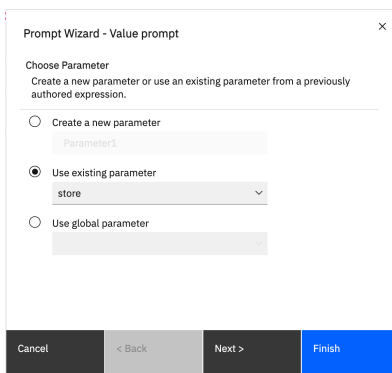 Prompt Wizard - Value prompt
Choose Parameter
Create a new parameter or use an existing parameter from a previously
authored expression.
Create a new parameter
Parameter1
Use existing parameter
store
Use global parameter
Cancel
< Back
Next >
Finish